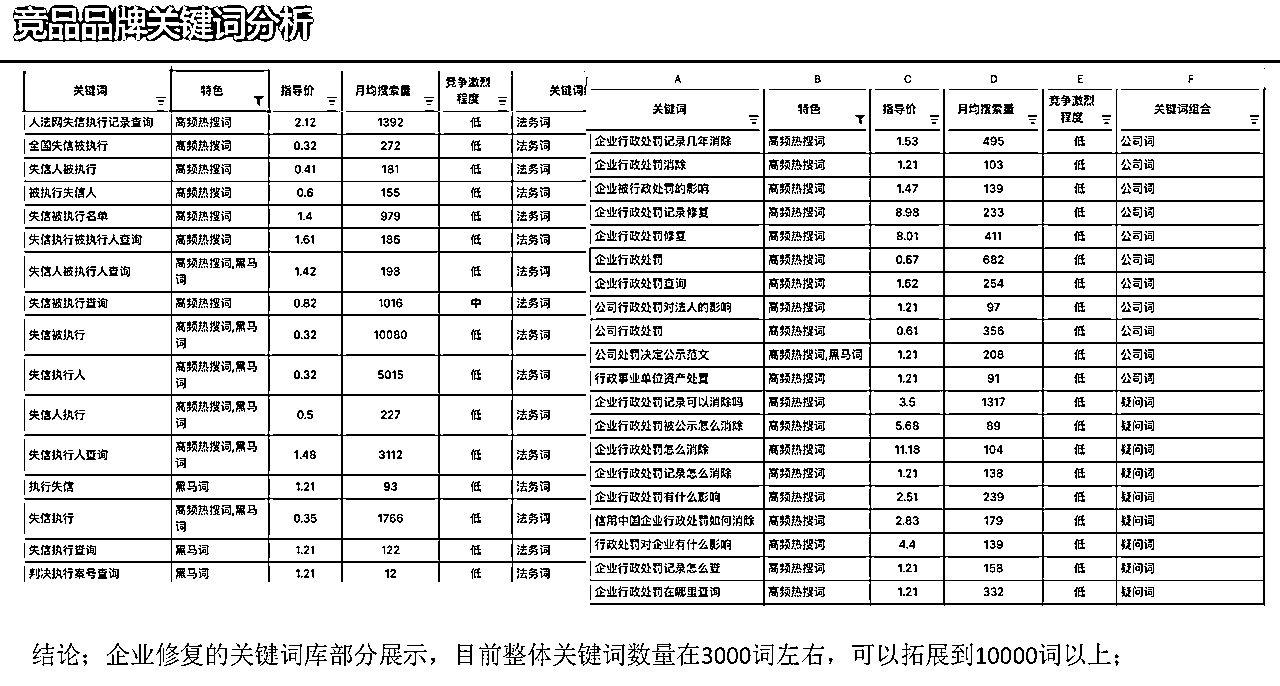 竞品品牌关键词分析
关键词 特色 指导价 月均搜索量 竞争激烈程度 关键词
人法网失信执行记录查询 高频热搜词 2.12 1392 低 法务词
全国失信被执行 高频热搜词 0.32 272 低 法务词
失信人被执行 高频热搜词 0.41 181 低 法务词
被执行失信人 高频热搜词 0.6 155 低 法务词
失信被执行名单 高频热搜词 1.4 979 低 法务词
失信执行被执行人查询 高频热搜词 1.61 186 低 法务词
失信人被执行人查询 高频热搜词,黑马词 1.42 198 低 法务词
失信被执行查询 高频热搜词 0.82 1016 中 法务词
失信被执行 高频热搜词,黑马词 0.32 10080 低 法务词
失信执行人 高频热搜词,黑马词 0.32 5015 低 法务词
失信人执行 高频热搜词,黑马词 0.5 227 低 法务词
失信执行人查询 高频热搜词,黑马词 1.48 3112 低 法务词
执行失信 黑马词 1.21 93 低 法务词
失信执行 高频热搜词,黑马词 0.35 1766 低 法务词
失信执行查询 黑马词 1.21 122 低 法务词
判决执行案号查询 黑马词 1.21 12 低 法务词
A B C D E F
关键词 特色 指导价 月均搜索量 竞争激烈程度 关键词组合
企业行政处罚记录几年消除 高频热搜词 1.53 495 低 公司词
企业行政处罚消除 高频热搜词 1.21 103 低 公司词
企业被行政处罚的影响 高频热搜词 1.47 139 低 公司词
企业行政处罚记录修复 高频热搜词 8.98 233 低 公司词
企业行政处罚修复 高频热搜词 8.01 411 低 公司词
企业行政处罚 高频热搜词 0.67 682 低 公司词
企业行政处罚查询 高频热搜词 1.62 254 低 公司词
公司行政处罚对法人的影响 高频热搜词 1.21 97 低 公司词
公司行政处罚 高频热搜词 0.61 356 低 公司词
公司处罚决定公示范文 高频热搜词,黑马词 1.21 208 低 公司词
行政事业单位资产处置 高频热搜词 1.21 91 低 公司词
企业行政处罚记录可以消除吗 高频热搜词 3.5 1317 低 疑问词
企业行政处罚被公示怎么消除 高频热搜词 5.68 89 低 疑问词
企业行政处罚怎么消除 高频热搜词 11.18 104 低 疑问词
企业行政处罚记录怎么消除 高频热搜词 1.21 138 低 疑问词
企业行政处罚有什么影响 高频热搜词 2.51 239 低 疑问词
信用中国企业行政处罚如何消除 高频热搜词 2.83 179 低 疑问词
行政处罚对企业有什么影响 高频热搜词 4.4 139 低 疑问词
企业行政处罚记录怎么查 高频热搜词 1.21 158 低 疑问词
企业行政处罚在哪里查询 高频热搜词 1.21 332 低 疑问词
结论；企业修复的关键词库部分展示，目前整体关键词数量在3000词左右，可以拓展到10000词以上；